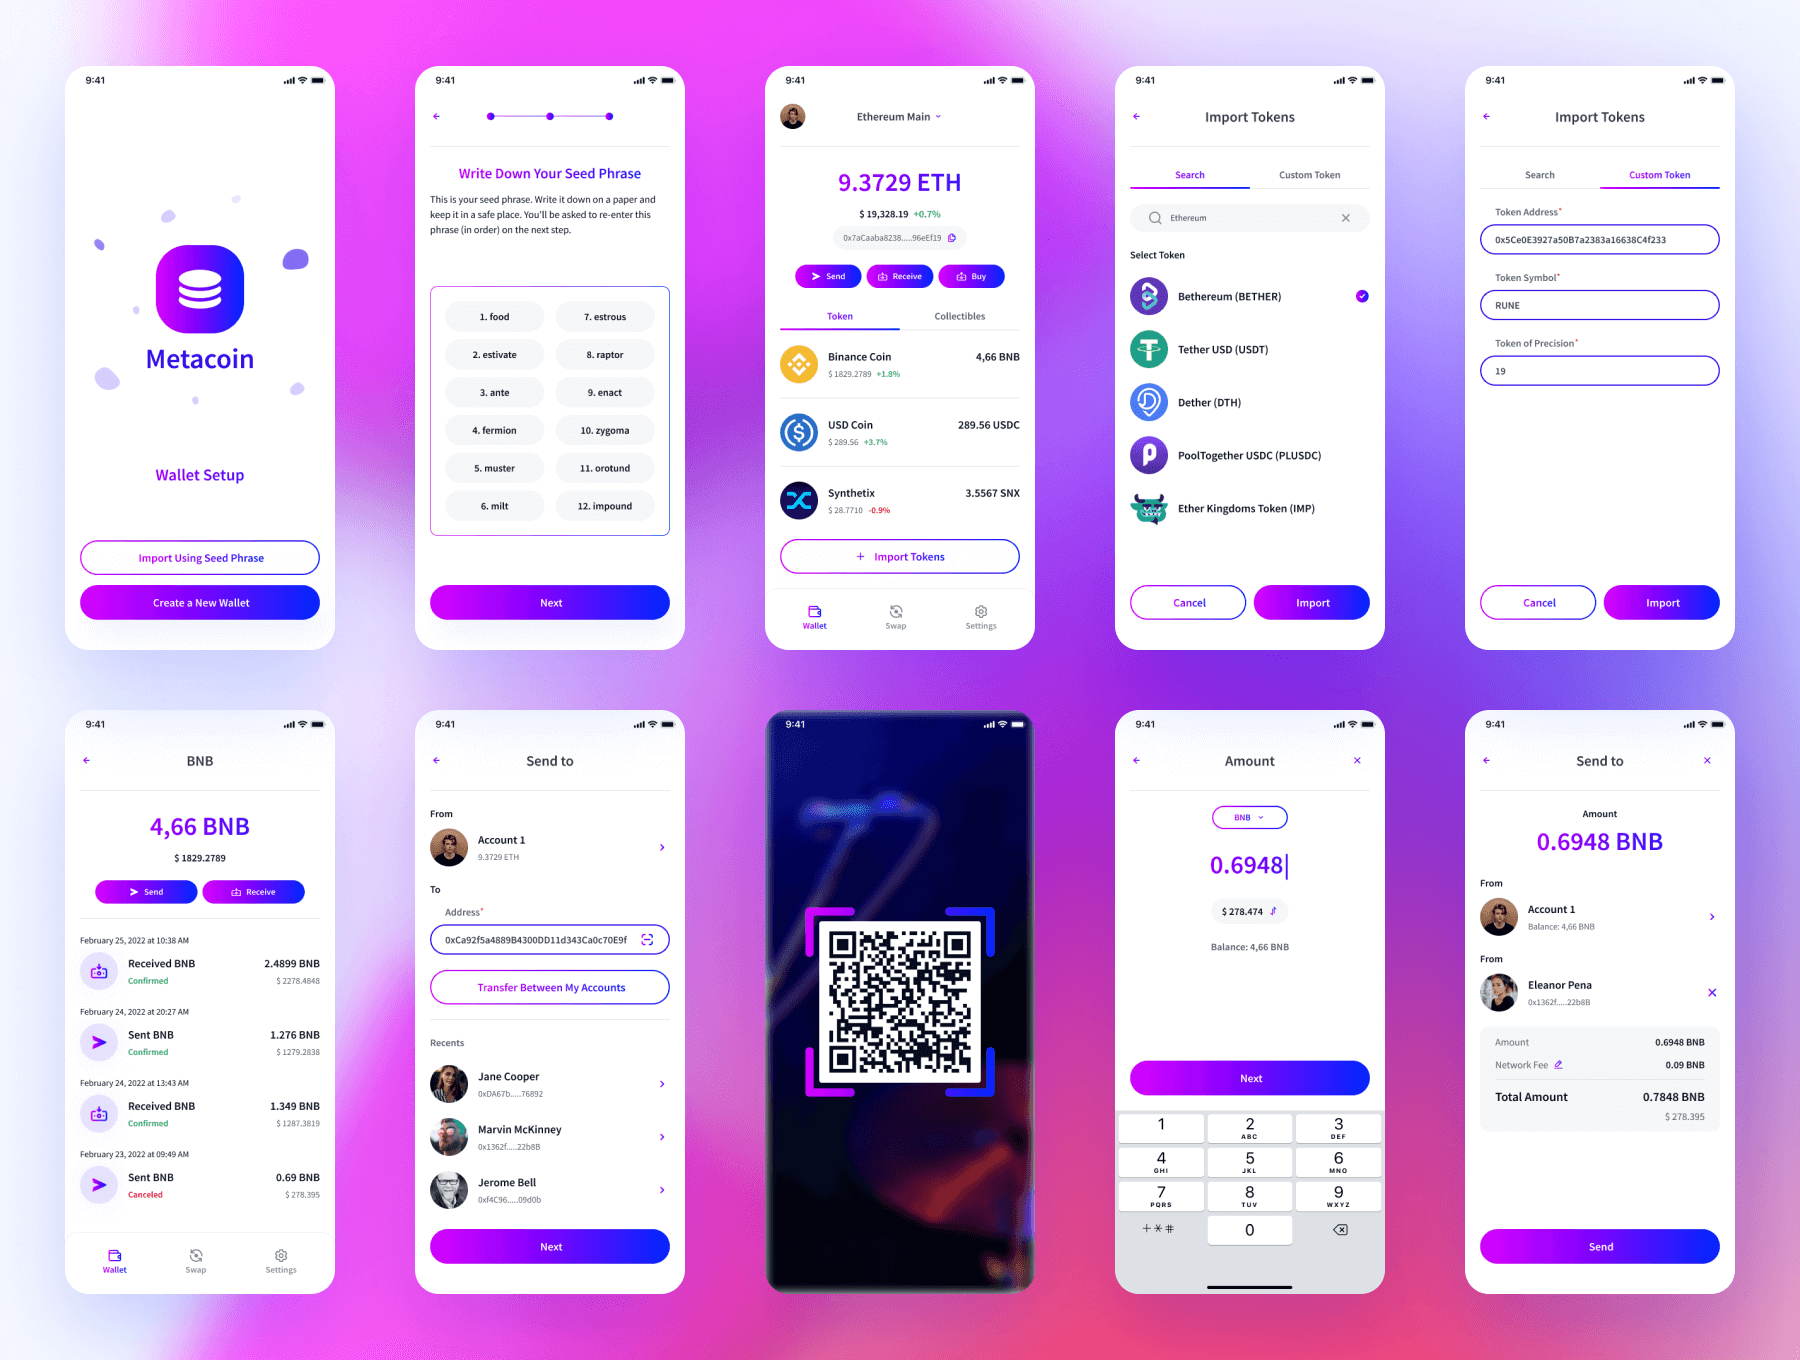 9:41
Metacoin
Wallet Setup
Import Using Seed Phrase
Create a New Wallet
9:41
Write Down Your Seed Phrase
This is your seed phrase. Write it down on a paper and
keep it in a safe place. You'll be asked to re-enter this
phrase (in order) on the next step.
1. food
7. estrous
2. estivate
8. raptor
3. ante
9. enact
4. fermion
10. zygoma
5. muster
11. orotund
6. milt
12. impound
Next
9:41
Ethereum Main
9.3729 ETH
$ 19,328.19 +0.7%
0x7aCaaba8238.....96eEf19
Send
Receive
Buy
Token
Collectibles
Binance Coin
4,66 BNB
$ 1829.2789 +1.8%
USD Coin
289.56 USDC
$ 289.56 +3.7%
Synthetix
3.5567 SNX
$ 28.7710 -0.9%
+ Import Tokens
Wallet
Swap
Settings
9:41
Import Tokens
Search
Custom Token
Ethereum
Select Token
Bethereum (BETHER)
Tether USD (USDT)
Dether (DTH)
PoolTogether USDC (PLUSDC)
Ether Kingdoms Token (IMP)
Cancel
Import
9:41
Import Tokens
Search
Custom Token
Token Address*
0x5Ce0E3927a50B7a2383a16638C4f233
Token Symbol*
RUNE
Token of Precision*
19
Cancel
Import
9:41
BNB
4,66 BNB
$ 1829.2789
Send
Receive
February 25, 2022 at 10:38 AM
Received BNB
2.4899 BNB
Confirmed
$ 2278.4848
February 24, 2022 at 20:27 AM
Sent BNB
1.276 BNB
Confirmed
$ 1279.2838
February 24, 2022 at 13:43 AM
Received BNB
1.349 BNB
Confirmed
$ 1287.3819
February 23, 2022 at 09:49 AM
Sent BNB
0.69 BNB
Canceled
$ 278.395
Wallet
Swap
Settings
9:41
Send to
From
Account 1
9.3729 ETH
To
Address*
0xCa92f5a4889B4300DD11d343Ca0c70E9f
Transfer Between My Accounts
Recents
Jane Cooper
0xDA67b.....76892
Marvin McKinney
0x1362f.....22b8B
Jerome Bell
0xf4C96.....09d0b
Next
9:41
9:41
Amount
BNB
0.6948
$ 278.474
Balance: 4,66 BNB
Next
1
2
ABC
3
DEF
4
GHI
5
JKL
6
MNO
7
PQRS
8
TUV
9
WXYZ
+*#
0
9:41
Send to
Amount
0.6948 BNB
From
Account 1
Balance: 4,66 BNB
From
Eleanor Pena
0x1362f.....22b8B
Amount
0.6948 BNB
Network Fee
0.09 BNB
Total Amount
0.7848 BNB
$ 278.395
Send